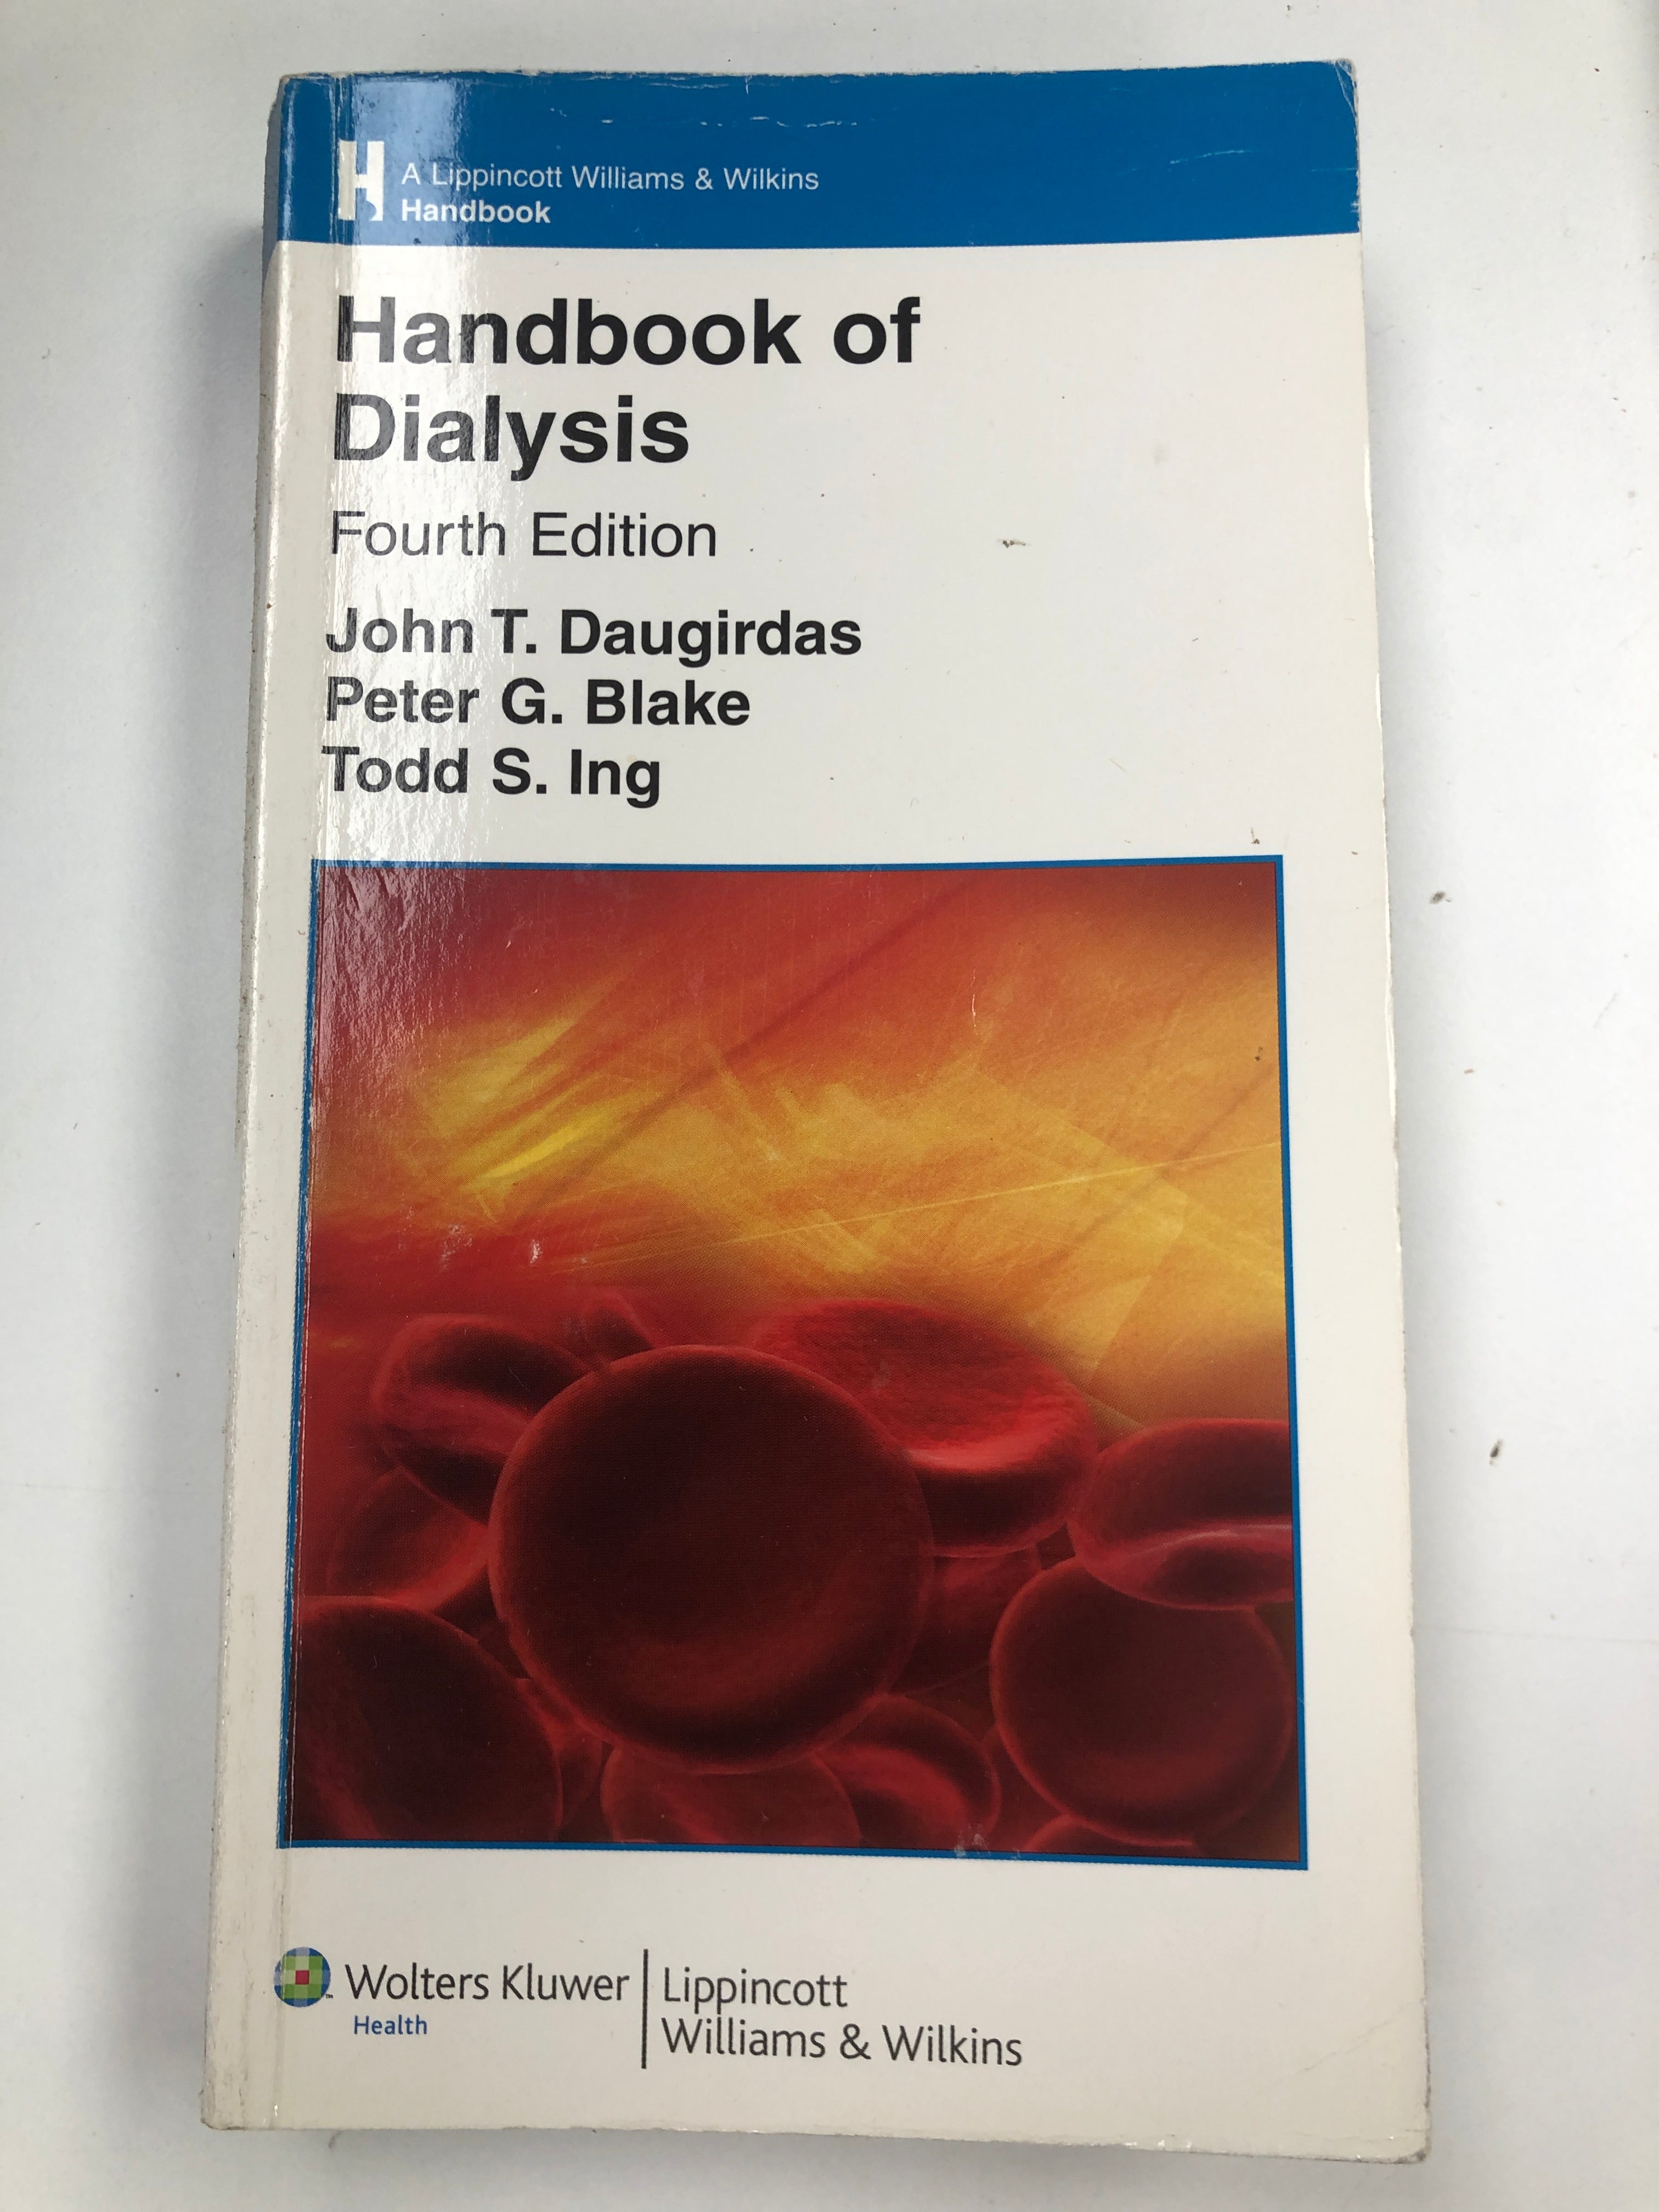 A Lippincott Williams & Wilkins
Handbook
Handbook of
Dialysis
Fourth Edition
John T. Daugirdas
Peter G. Blake
Todd S. Ing
Wolters Kluwer
Health
Lippincott
Williams & Wilkins